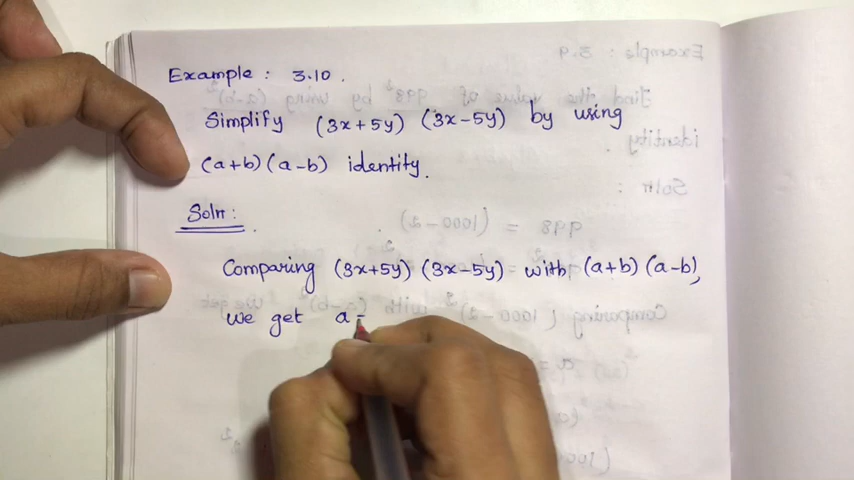 Example : 3.10.
Simplify (3x+5y) (3x-5y) by using
(a+b) (a-b) identity.
Soln :
Comparing (3x+5y) (3x-5y) with (a+b) (a-b),
we get a=